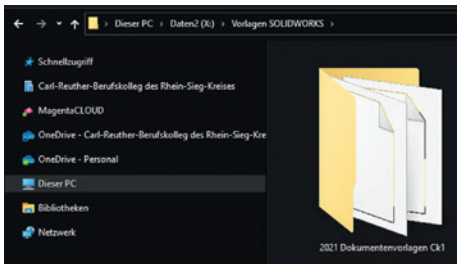 Dieser PC › Daten2 (X:) › Vorlagen SOLIDWORKS ›
Schnellzugriff
Carl-Reuther-Berufskolleg des Rhein-Sieg-Kreises
MagentaCLOUD
OneDrive - Carl-Reuther-Berufskolleg des Rhein-Sieg-Kre
OneDrive - Personal
Dieser PC
Bibliotheken
Netzwerk
2021 Dokumentenvorlagen Ck1